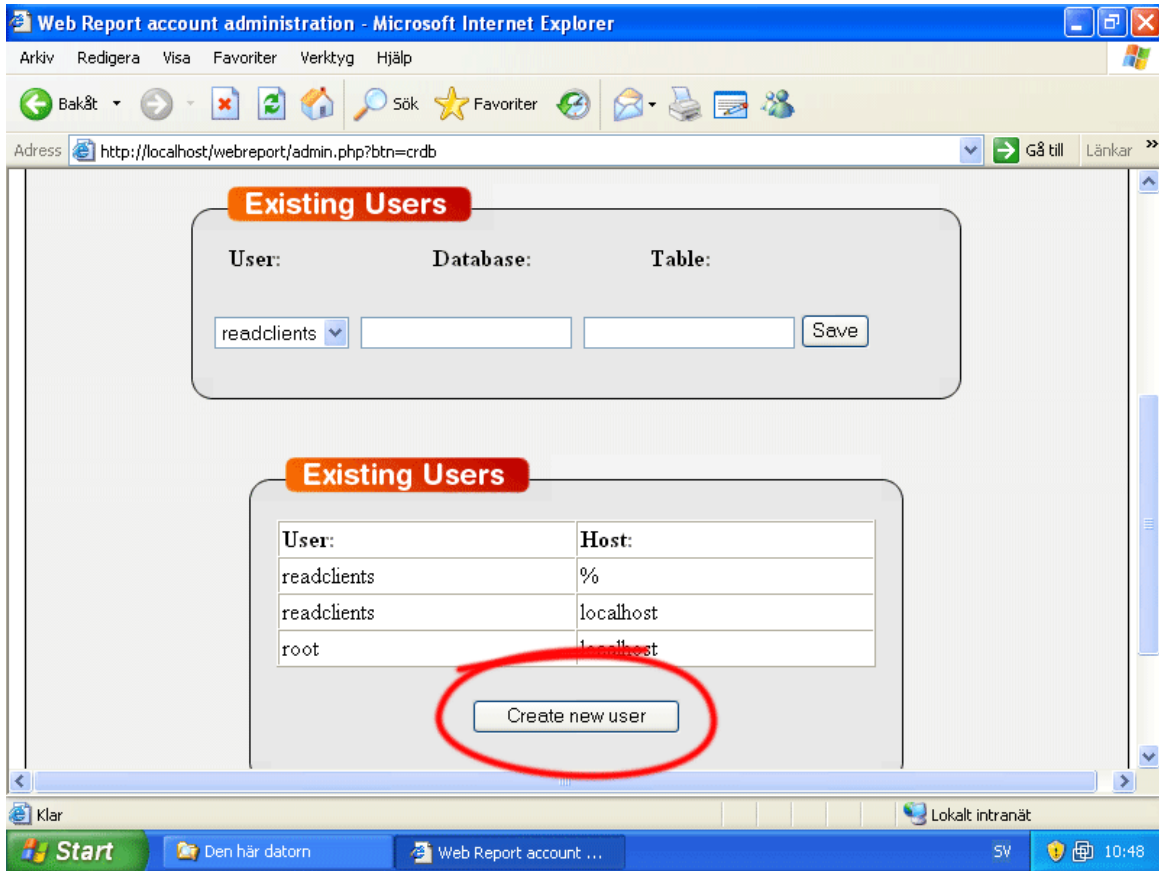 Web Report account administration - Microsoft Internet Explorer
Arkiv Redigera Visa Favoriter Verktyg Hjälp
Bakåt Sök Favoriter
Adress http://localhost/webreport/admin.php?btn=crdb Gå till Länkar »
Existing Users
User: Database: Table:
readclients Save
Existing Users
User: Host:
readclients %
readclients localhost
root localhost
Create new user
Klar Lokalt intranät
Start Den här datorn Web Report account ... SV 10:48